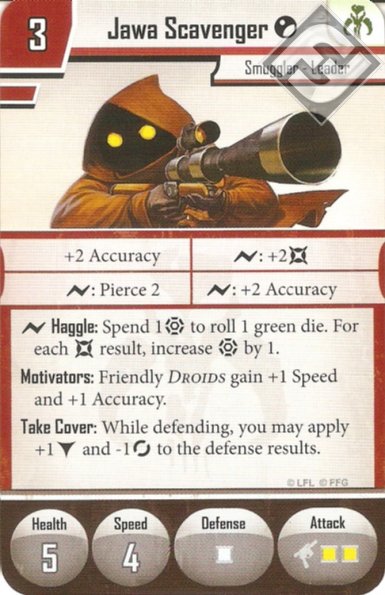 3
Jawa Scavenger
Smuggler - Leader
+2 Accuracy
: +2
: Pierce 2
: +2 Accuracy
Haggle: Spend 1 to roll 1 green die. For
each result, increase by 1.
Motivators: Friendly DROIDS gain +1 Speed
and +1 Accuracy.
Take Cover: While defending, you may apply
+1 and -1 to the defense results.
© LFL © FFG
Health
Speed
Defense
Attack
5
4